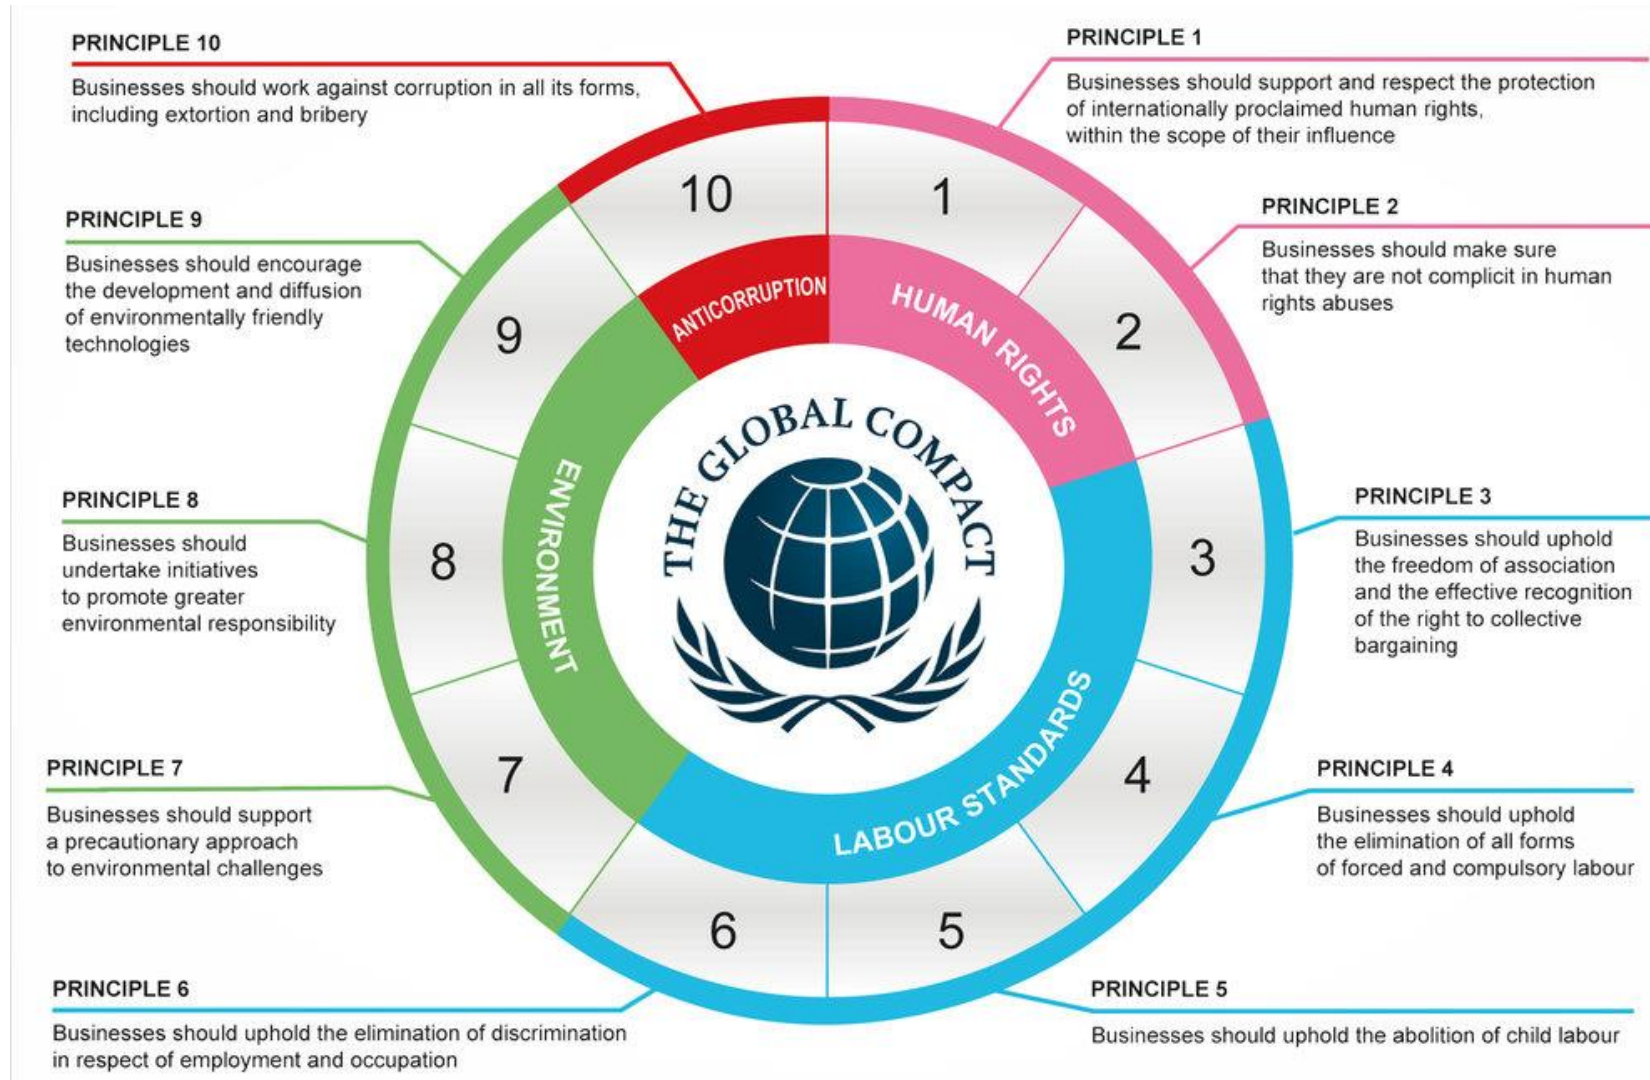 PRINCIPLE 10
Businesses should work against corruption in all its forms,
including extortion and bribery
PRINCIPLE 1
Businesses should support and respect the protection
of internationally proclaimed human rights,
within the scope of their influence
PRINCIPLE 2
Businesses should make sure
that they are not complicit in human
rights abuses
PRINCIPLE 3
Businesses should uphold
the freedom of association
and the effective recognition
of the right to collective
bargaining
PRINCIPLE 4
Businesses should uphold
the elimination of all forms
of forced and compulsory labour
PRINCIPLE 5
Businesses should uphold the abolition of child labour
PRINCIPLE 6
Businesses should uphold the elimination of discrimination
in respect of employment and occupation
PRINCIPLE 7
Businesses should support
a precautionary approach
to environmental challenges
PRINCIPLE 8
Businesses should
undertake initiatives
to promote greater
environmental responsibility
PRINCIPLE 9
Businesses should encourage
the development and diffusion
of environmentally friendly
technologies
10
1
2
3
4
5
6
7
8
9
ANTICORRUPTION
HUMAN RIGHTS
LABOUR STANDARDS
ENVIRONMENT
THE GLOBAL COMPACT